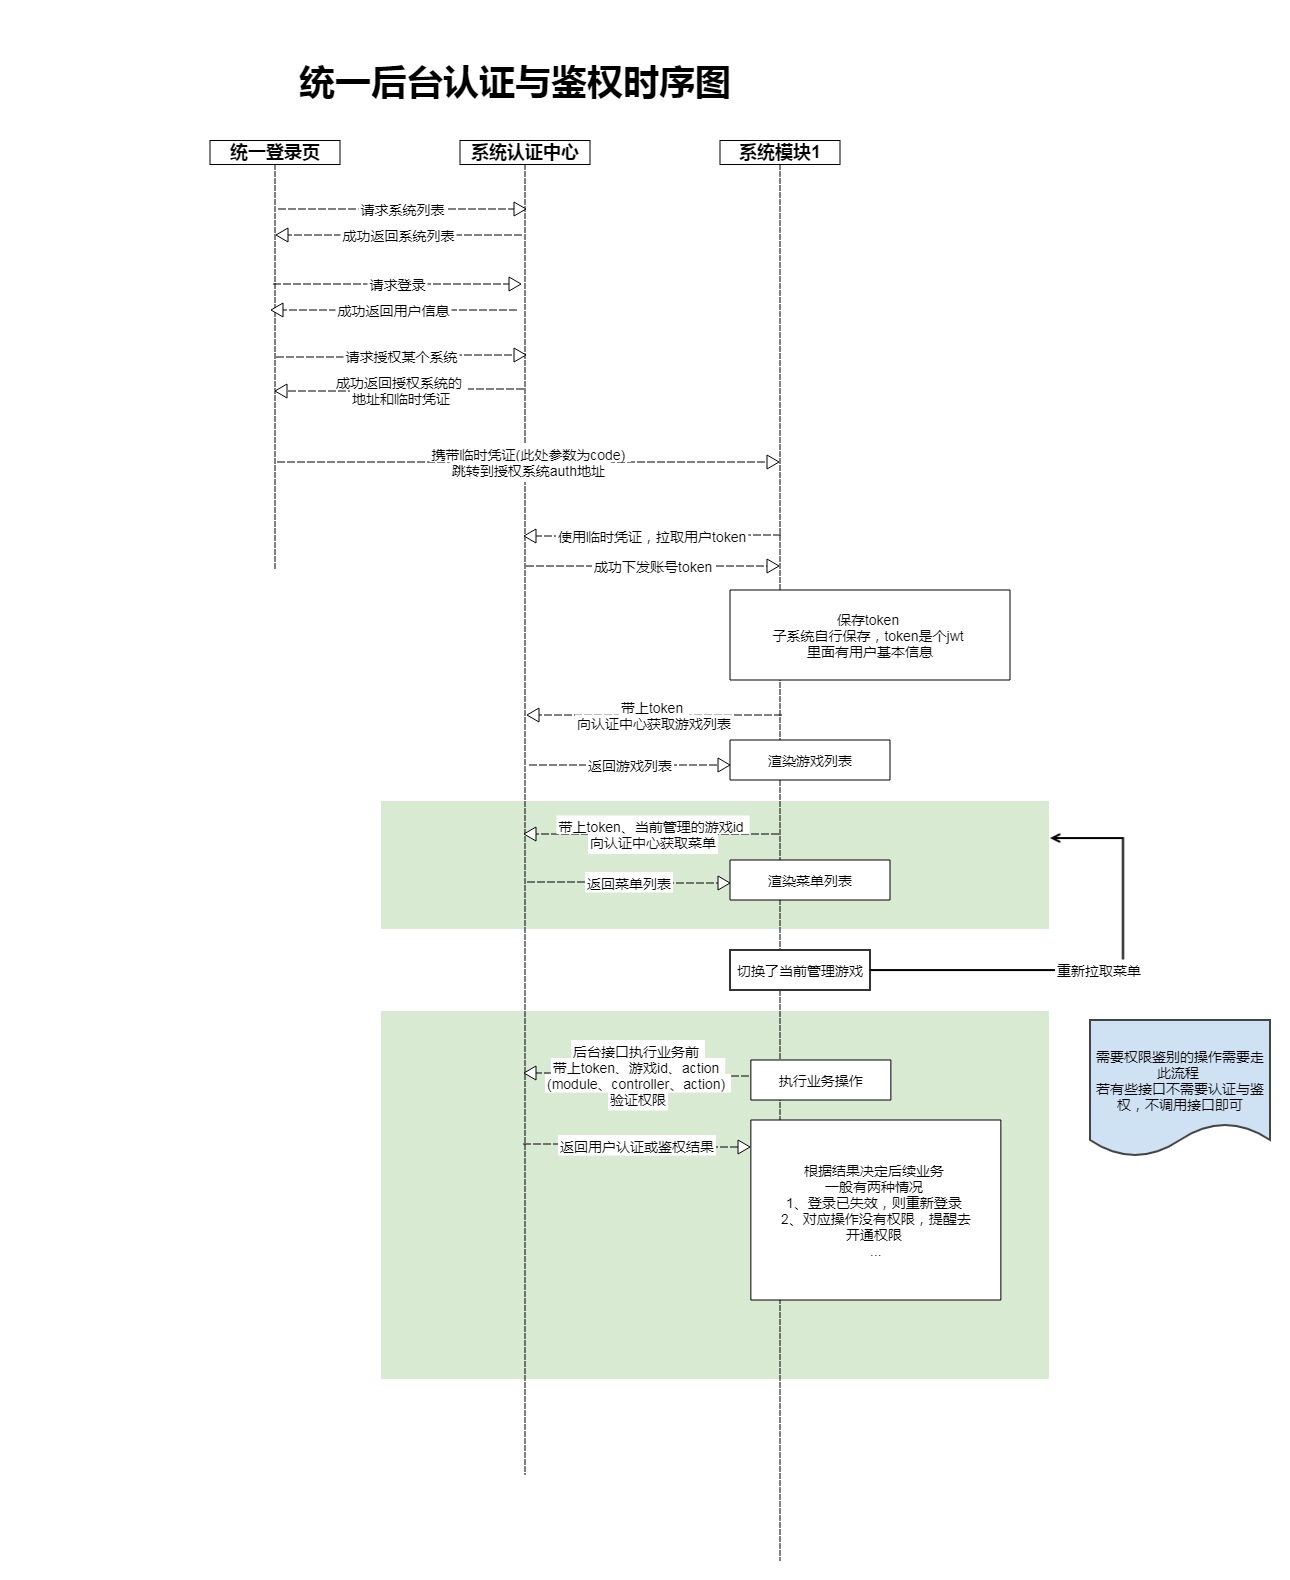 统一后台认证与鉴权时序图
统一登录页
系统认证中心
系统模块1
请求系统列表
成功返回系统列表
请求登录
成功返回用户信息
请求授权某个系统
成功返回授权系统的
地址和临时凭证
携带临时凭证(此处参数为code)
跳转到授权系统auth地址
使用临时凭证，拉取用户token
成功下发账号token
保存token
子系统自行保存，token是个jwt
里面有用户基本信息
带上token
向认证中心获取游戏列表
返回游戏列表
渲染游戏列表
带上token、当前管理的游戏id
向认证中心获取菜单
返回菜单列表
渲染菜单列表
切换了当前管理游戏
重新拉取菜单
后台接口执行业务前
带上token、游戏id、action
(module、controller、action)
验证权限
执行业务操作
需要权限鉴别的操作需要走
此流程
若有些接口不需要认证与鉴
权，不调用接口即可
返回用户认证或鉴权结果
根据结果决定后续业务
一般有两种情况
1、登录已失效，则重新登录
2、对应操作没有权限，提醒去
开通权限
...